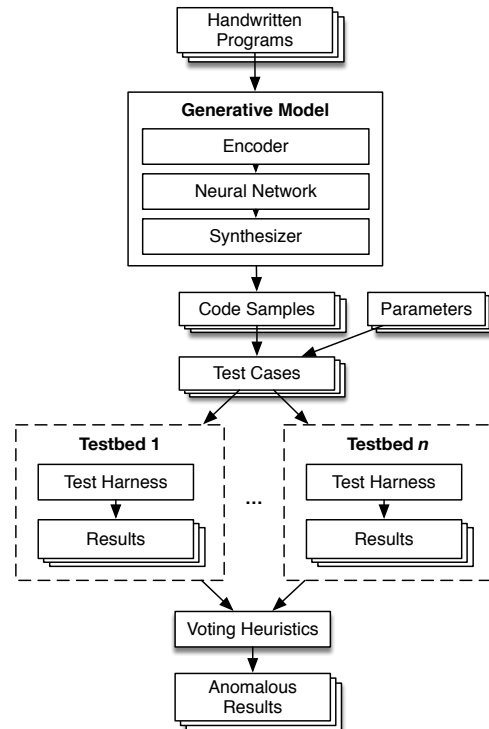 Handwritten
Programs
Generative Model
Encoder
Neural Network
Synthesizer
Code Samples
Parameters
Test Cases
Testbed 1
Test Harness
Results
...
Testbed n
Test Harness
Results
Voting Heuristics
Anomalous
Results